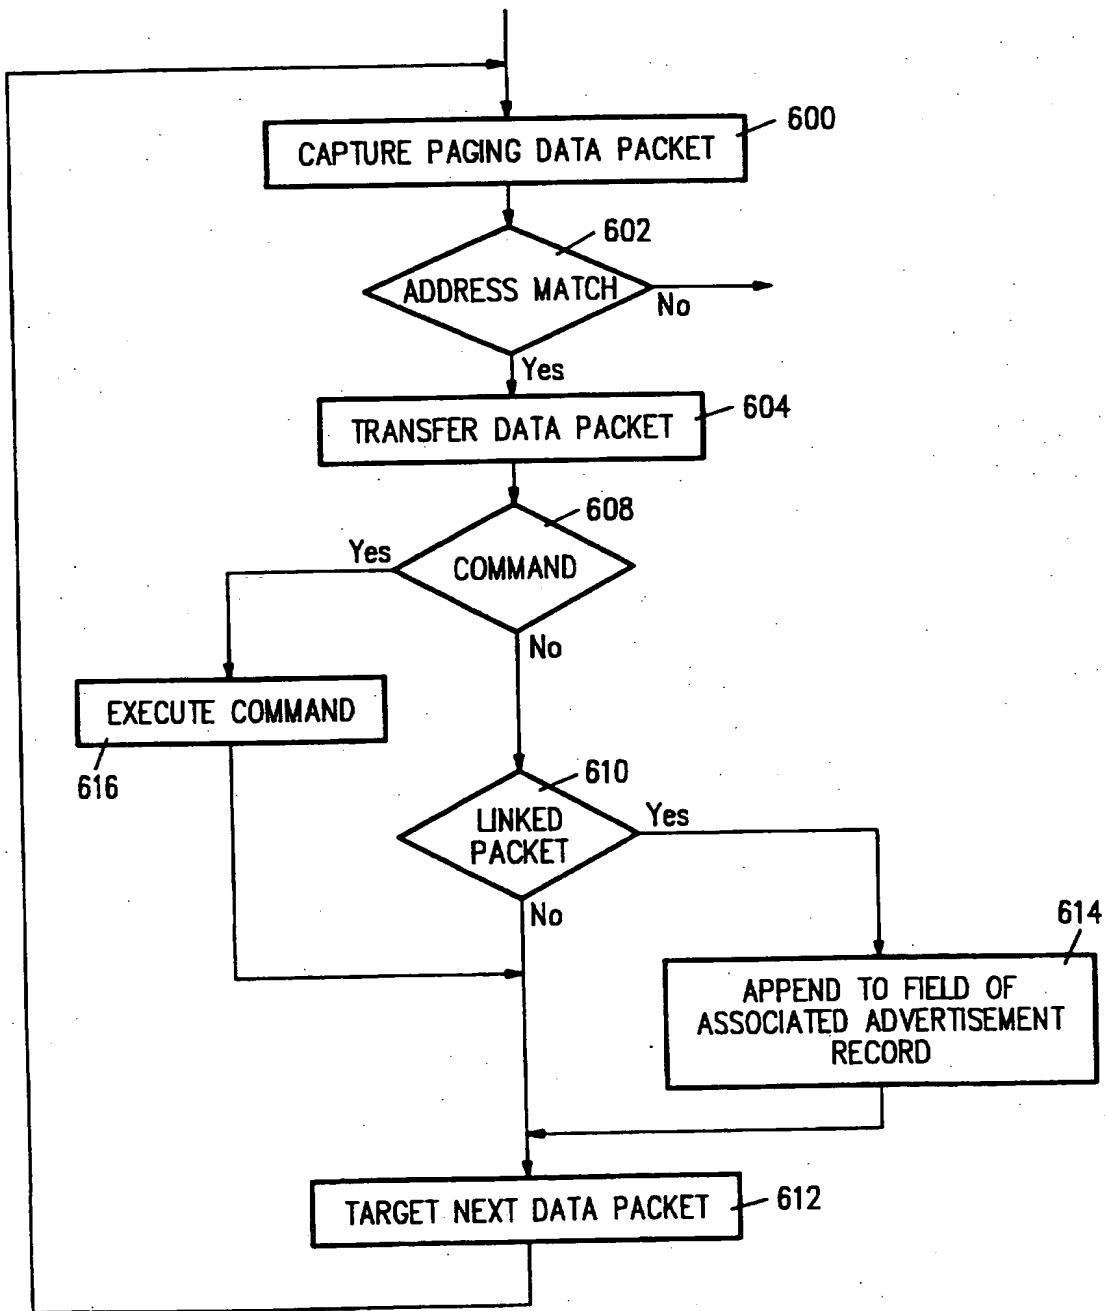 CAPTURE PAGING DATA PACKET
600
602
ADDRESS MATCH
No
Yes
TRANSFER DATA PACKET
604
608
Yes
COMMAND
No
EXECUTE COMMAND
616
610
LINKED
PACKET
Yes
No
614
APPEND TO FIELD OF
ASSOCIATED ADVERTISEMENT
RECORD
TARGET NEXT DATA PACKET
612